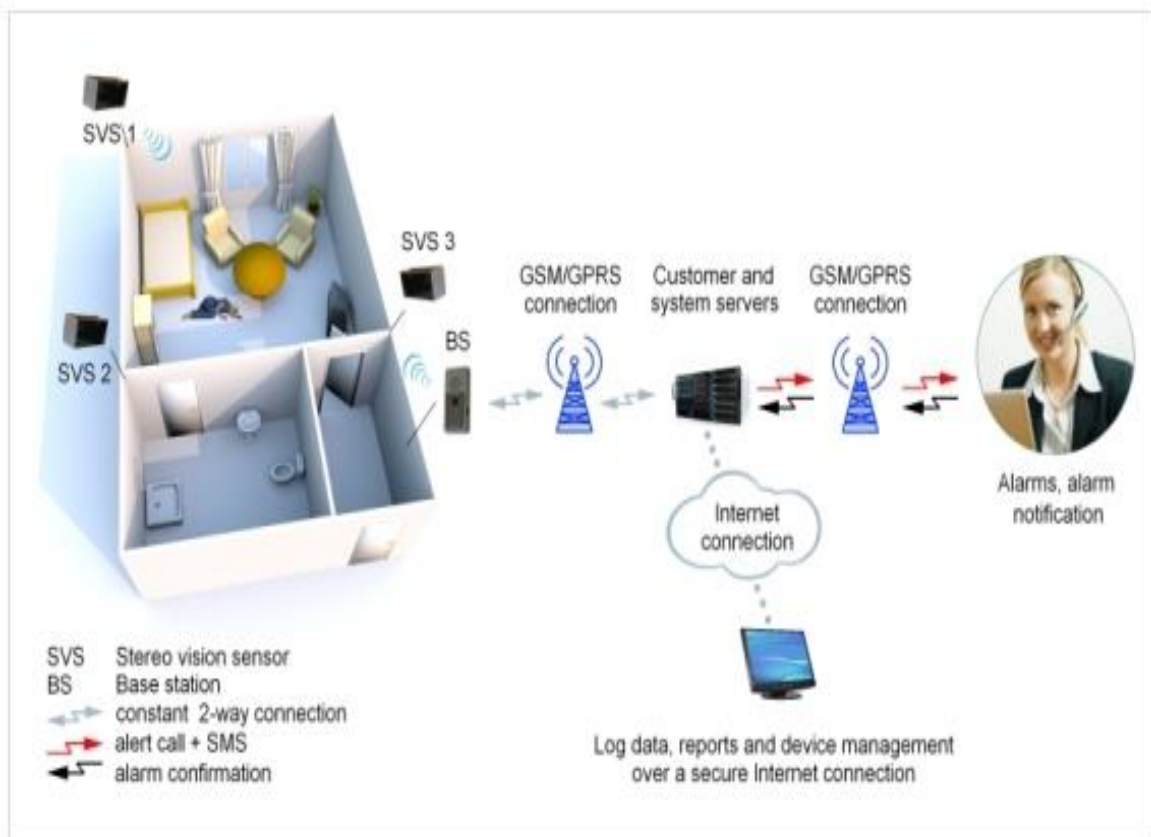 SVS 1
SVS 3
SVS 2
BS
GSM/GPRS
connection
Customer and
system servers
GSM/GPRS
connection
Alarms, alarm
notification
Internet
connection
SVS Stereo vision sensor
BS Base station
constant 2-way connection
alert call + SMS
alarm confirmation
Log data, reports and device management
over a secure Internet connection